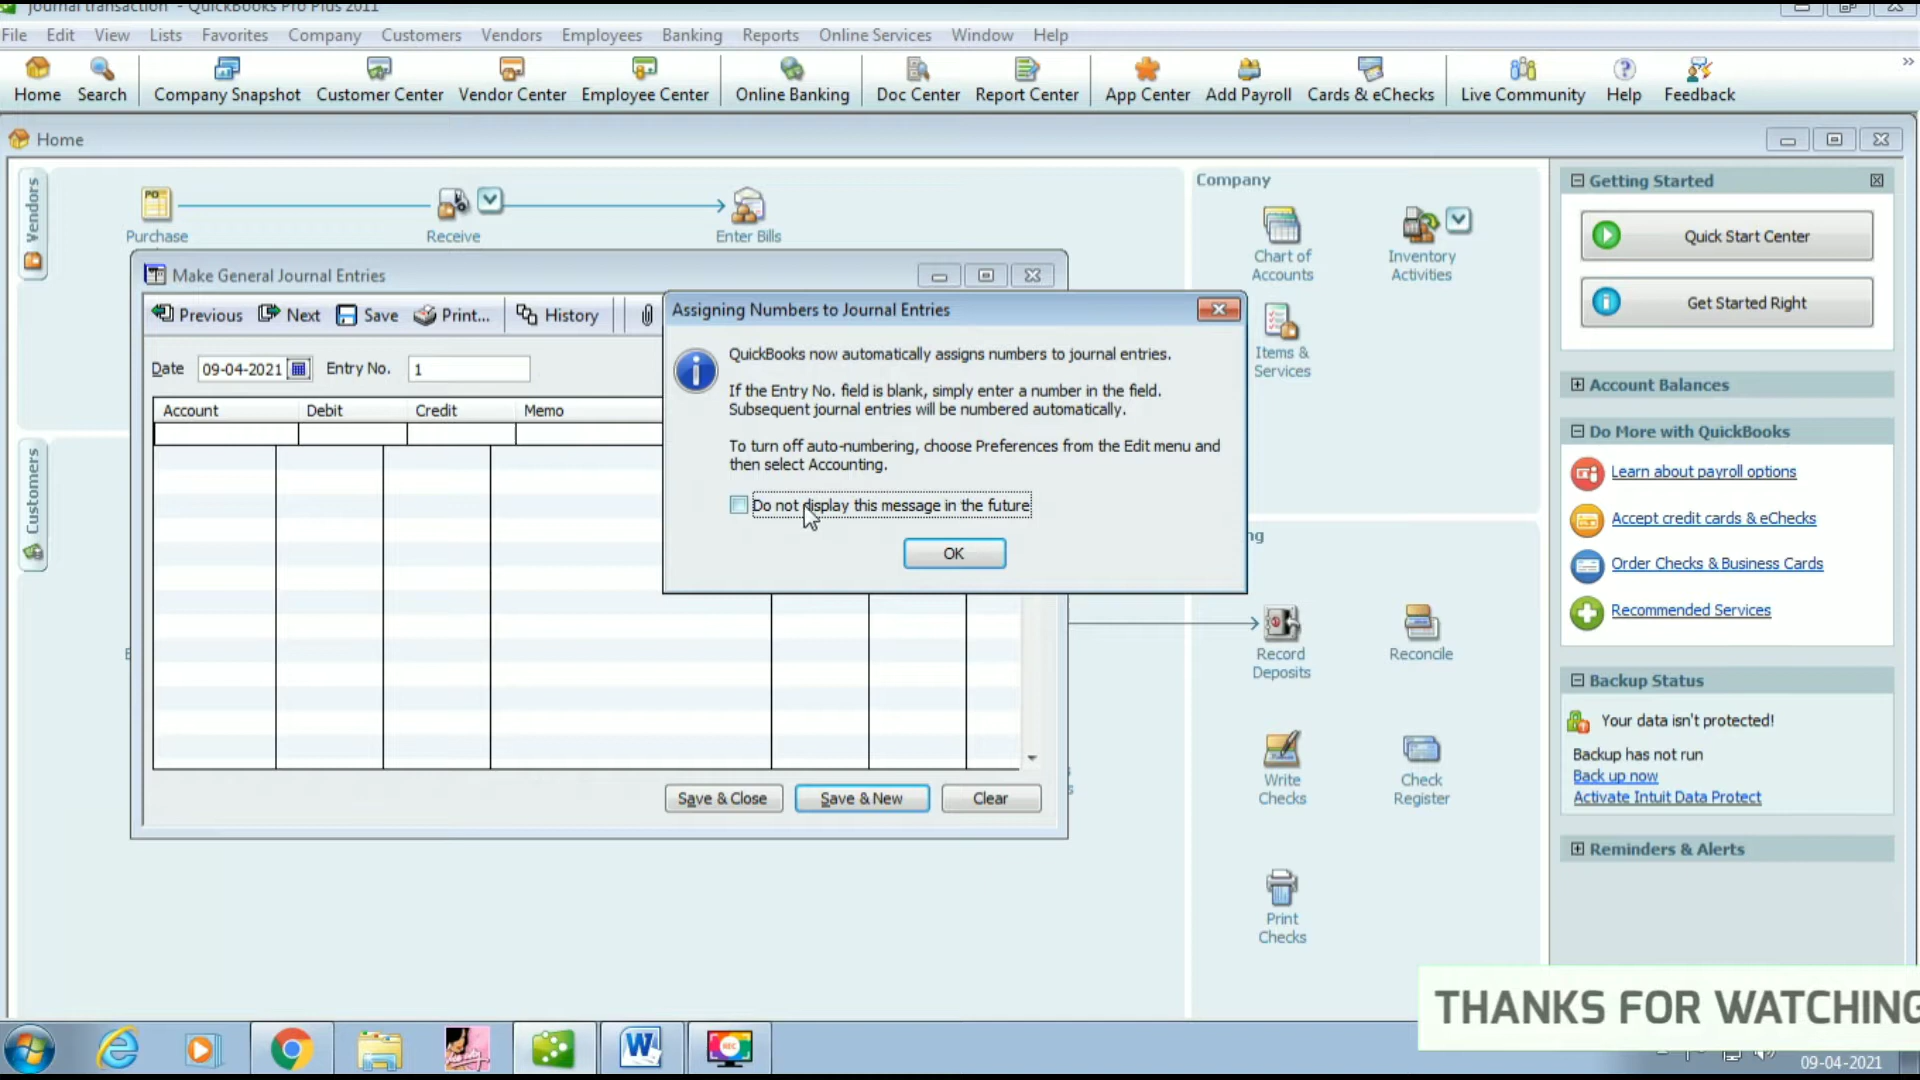 journal transaction - QuickBooks Pro Plus 2011
File Edit View Lists Favorites Company Customers Vendors Employees Banking Reports Online Services Window Help
Home Search Company Snapshot Customer Center Vendor Center Employee Center Online Banking Doc Center Report Center App Center Add Payroll Cards & eChecks Live Community Help Feedback
Home
Vendors
Customers
Purchase
Receive
Enter Bills
Company
Chart of
Accounts
Inventory
Activities
Items &
Services
ng
Record
Deposits
Reconcile
Write
Checks
Check
Register
Print
Checks
Make General Journal Entries
Previous Next Save Print... History
Date 09-04-2021 Entry No. 1
Account Debit Credit Memo
Save & Close Save & New Clear
Assigning Numbers to Journal Entries
QuickBooks now automatically assigns numbers to journal entries.
If the Entry No. field is blank, simply enter a number in the field.
Subsequent journal entries will be numbered automatically.
To turn off auto-numbering, choose Preferences from the Edit menu and
then select Accounting.
Do not display this message in the future
OK
Getting Started
Quick Start Center
Get Started Right
Account Balances
Do More with QuickBooks
Learn about payroll options
Accept credit cards & eChecks
Order Checks & Business Cards
Recommended Services
Backup Status
Your data isn't protected!
Backup has not run
Back up now
Activate Intuit Data Protect
Reminders & Alerts
THANKS FOR WATCHING
09-04-2021